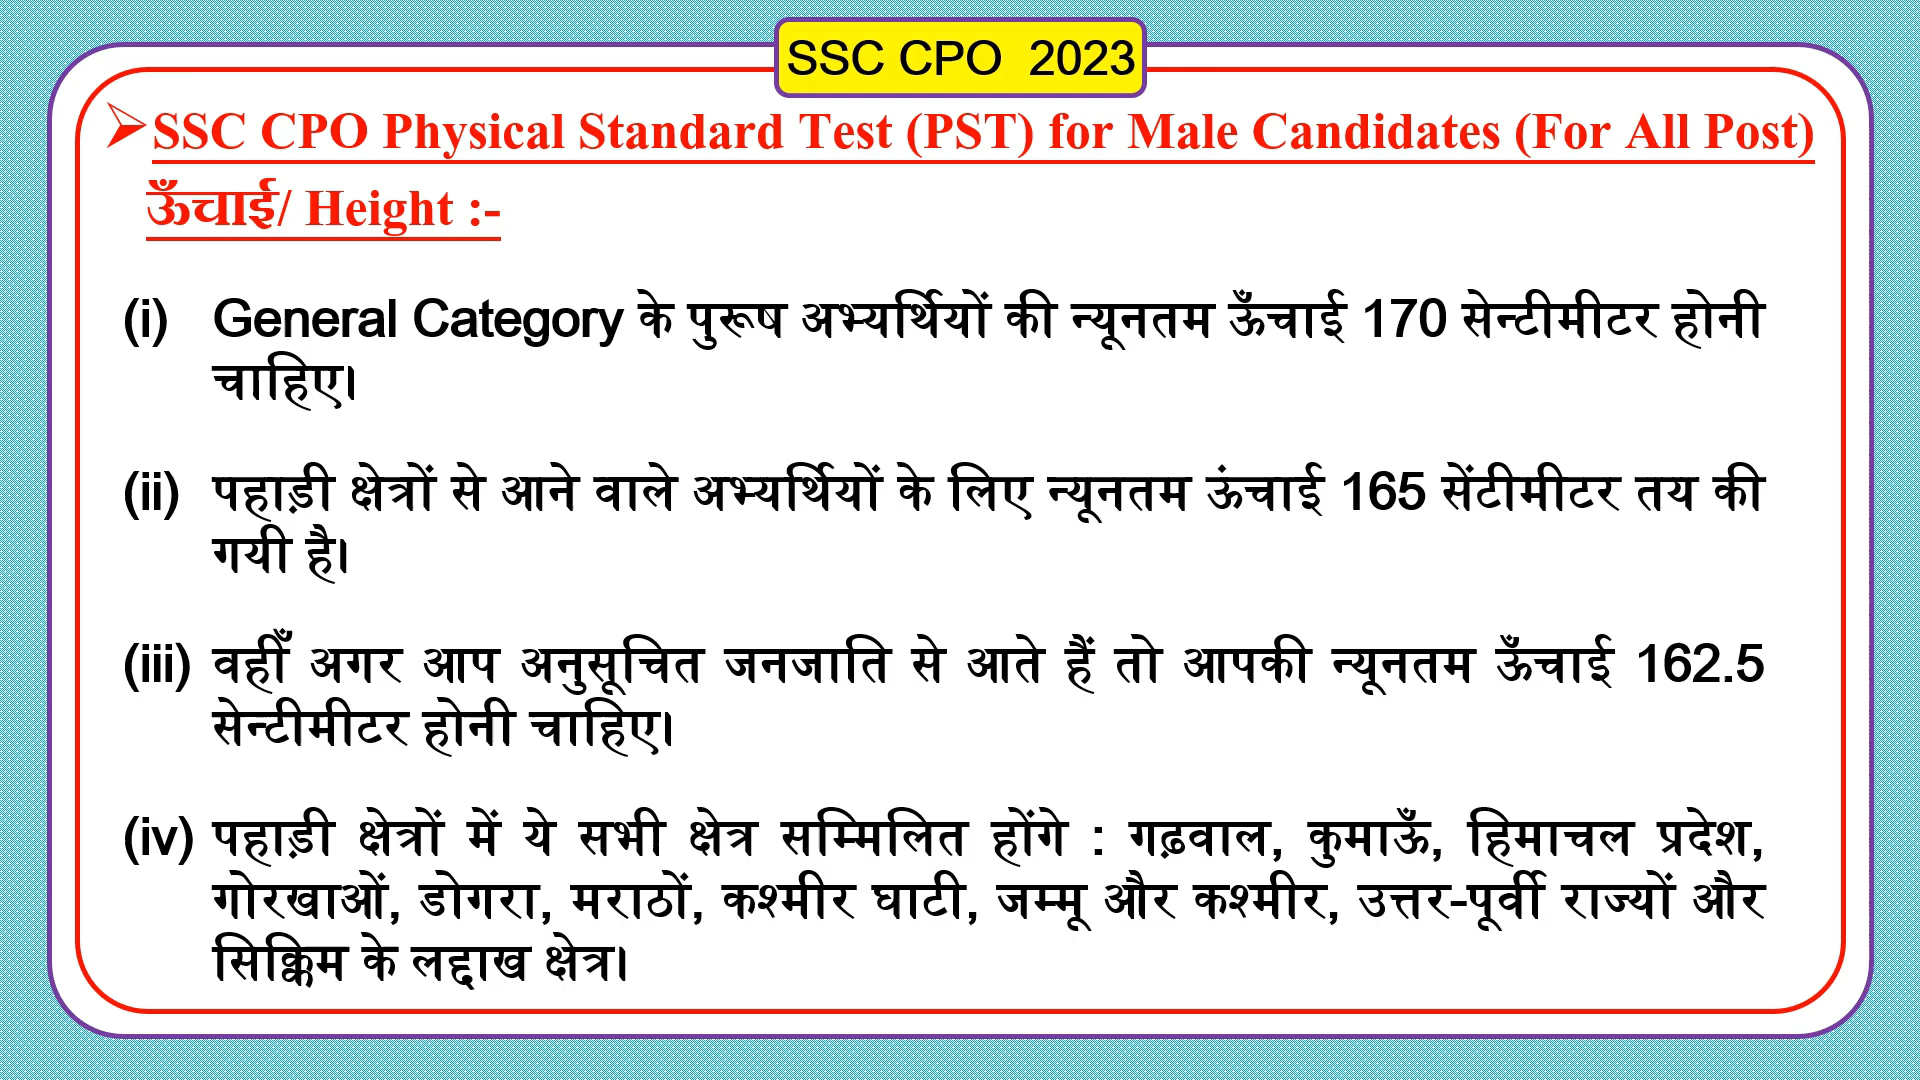 SSC CPO 2023
➢SSC CPO Physical Standard Test (PST) for Male Candidates (For All Post)
ऊँचाई/ Height :-
(i) General Category के पुरूष अभ्यर्थियों की न्यूनतम ऊँचाई 170 सेन्टीमीटर होनी
चाहिए।
(ii) पहाड़ी क्षेत्रों से आने वाले अभ्यर्थियों के लिए न्यूनतम ऊंचाई 165 सेंटीमीटर तय की
गयी है।
(iii) वहीँ अगर आप अनुसूचित जनजाति से आते हैं तो आपकी न्यूनतम ऊँचाई 162.5
सेन्टीमीटर होनी चाहिए।
(iv) पहाड़ी क्षेत्रों में ये सभी क्षेत्र सम्मिलित होंगे : गढ़वाल, कुमाऊँ, हिमाचल प्रदेश,
गोरखाओं, डोगरा, मराठों, कश्मीर घाटी, जम्मू और कश्मीर, उत्तर-पूर्वी राज्यों और
सिक्किम के लद्दाख क्षेत्र।